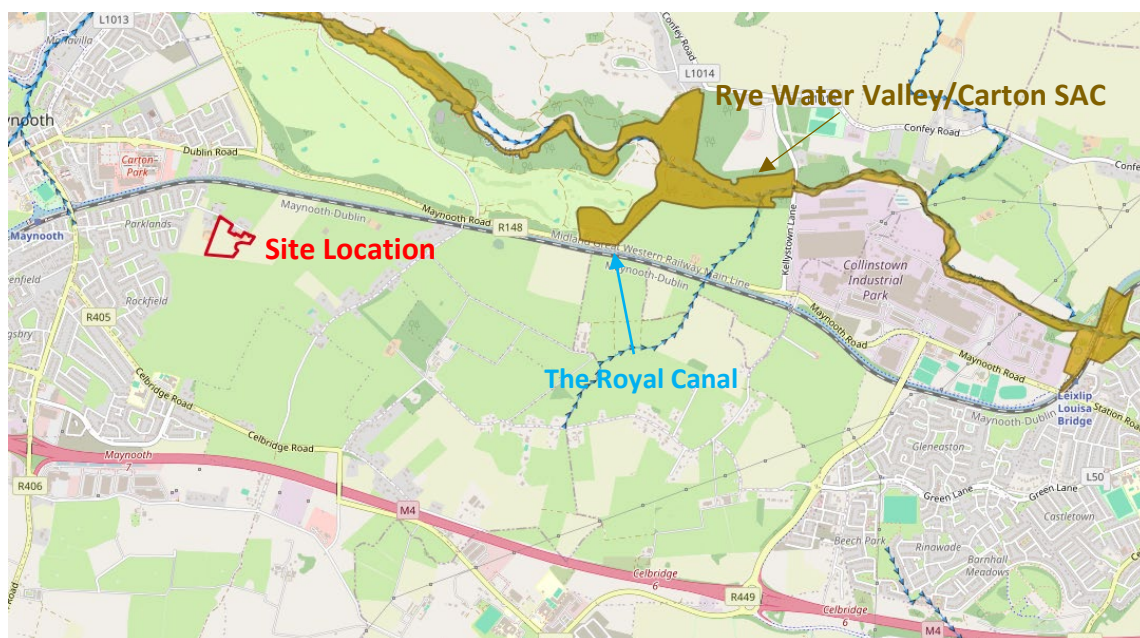 L1013
Confey Road
L1014
Rye Water Valley/Carton SAC
Confey Road
ynooth
Carton
Park
Dublin Road
Maynooth Road
Parklands
Maynooth-Dublin
R148
Maynooth
Site Location
Midland Great Western Railway Main Line
Maynooth-Dublin
Kellystown Lane
Collinstown
Industrial
Park
Rockfield
R405
Maynooth Road
The Royal Canal
Maynooth Road
Leixlip
Louisa
Bridge
Maynooth-Dublin
Station Road
Celbridge Road
Celbridge Road
Gleneaston
Maynooth
7
R406
L50
Green Lane
Green Lane
M4
Castletown
Beech Park
Rinawade
Barnhall
Meadows
Celbridge
6
R449
Celbridge
6
M4